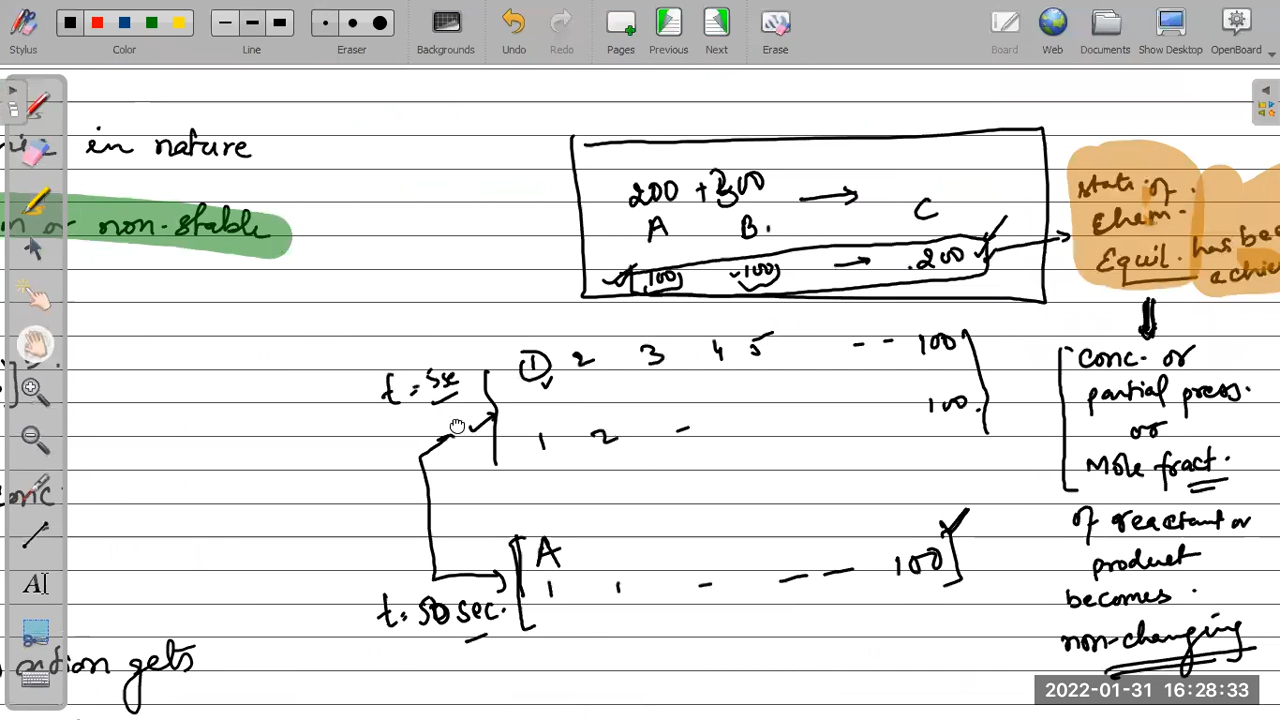 Stylus
Color
Line
Eraser
Backgrounds
Undo
Redo
Pages
Previous
Next
Erase
Board
Web
Documents
Show Desktop
OpenBoard
in nature
or non-stable
200 + 300 → C
A B.
100 100 → .200
State of
Chem.
Equil. has bee
achie
t = 5se
① 2 3 4 5 -- 100
100.
1 2 -
Conc. or
partial press.
or
Mole fract.
of reactant or
product
becomes
non-changing
conc
A
1 1 - -- 100
t = 50 sec.
gets
AI
2022-01-31 16:28:33